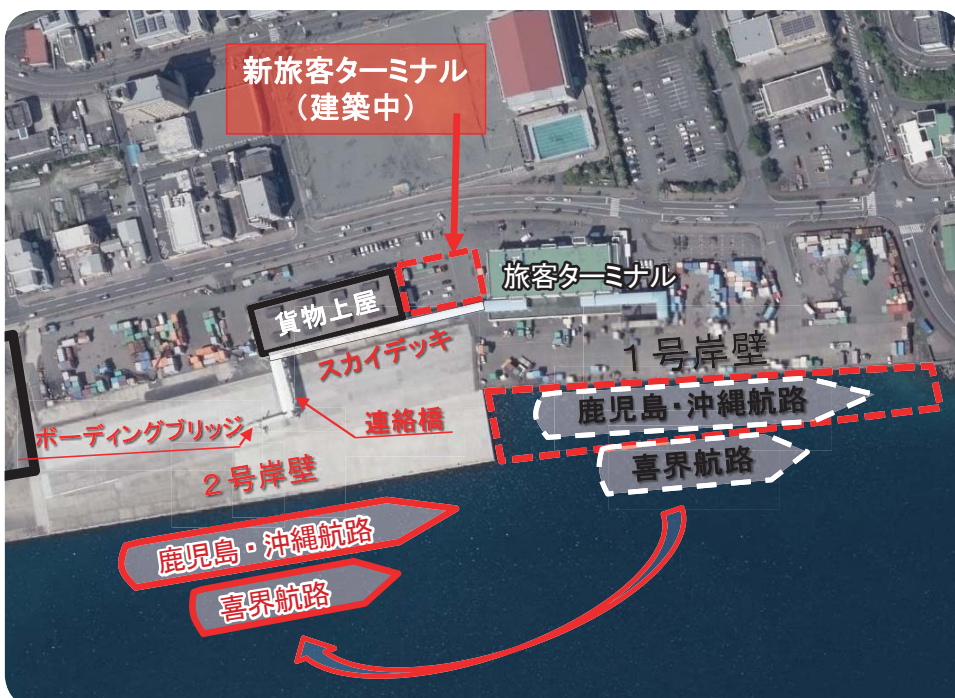 新旅客ターミナル
（建築中）
旅客ターミナル
貨物上屋
スカイデッキ
1号岸壁
鹿児島・沖縄航路
連絡橋
ボーディングブリッジ
喜界航路
2号岸壁
鹿児島・沖縄航路
喜界航路